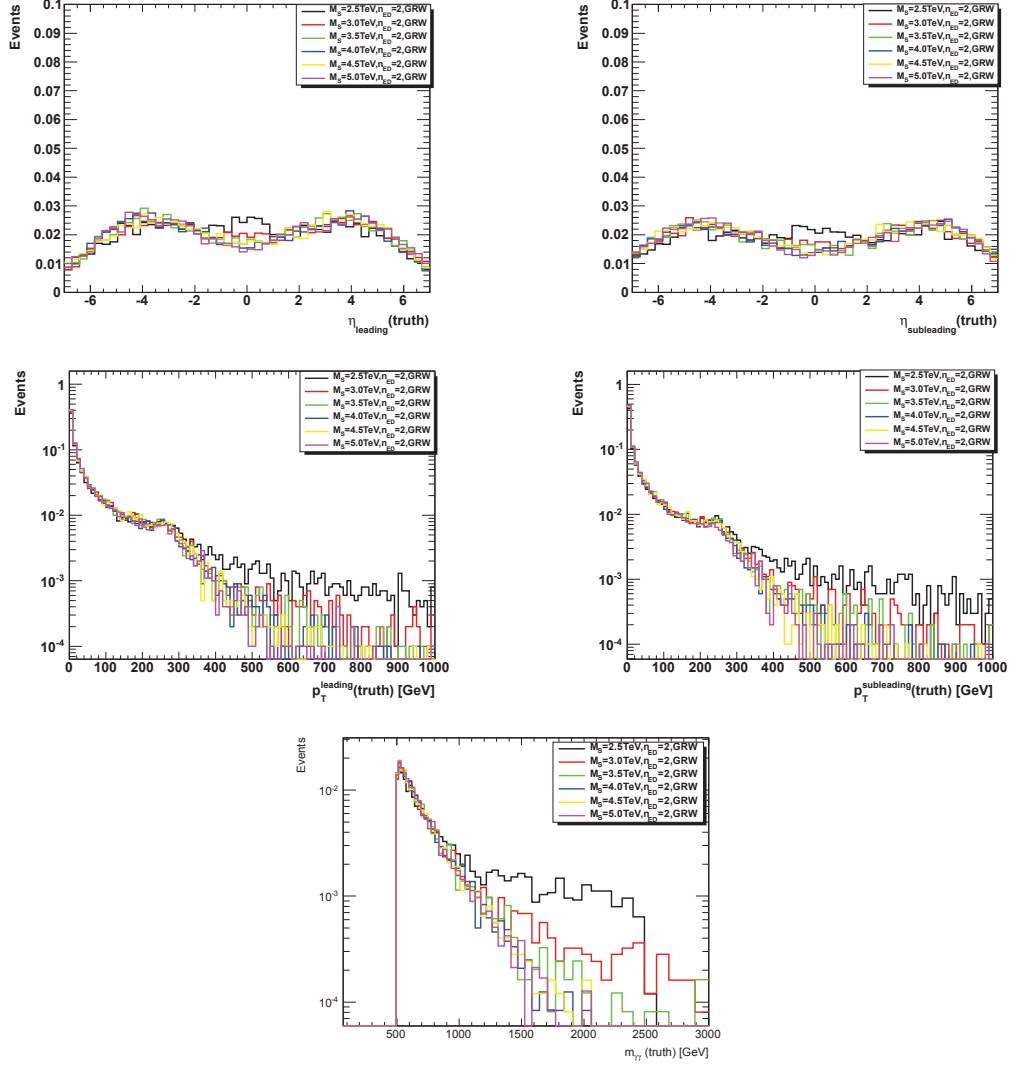 Events
0.1
0.09
0.08
0.07
0.06
0.05
0.04
0.03
0.02
0.01
0
-6 -4 -2 0 2 4 6
η_leading(truth)
M_S=2.5TeV,n_ED=2,GRW
M_S=3.0TeV,n_ED=2,GRW
M_S=3.5TeV,n_ED=2,GRW
M_S=4.0TeV,n_ED=2,GRW
M_S=4.5TeV,n_ED=2,GRW
M_S=5.0TeV,n_ED=2,GRW
Events
0.1
0.09
0.08
0.07
0.06
0.05
0.04
0.03
0.02
0.01
0
-6 -4 -2 0 2 4 6
η_subleading(truth)
M_S=2.5TeV,n_ED=2,GRW
M_S=3.0TeV,n_ED=2,GRW
M_S=3.5TeV,n_ED=2,GRW
M_S=4.0TeV,n_ED=2,GRW
M_S=4.5TeV,n_ED=2,GRW
M_S=5.0TeV,n_ED=2,GRW
Events
1
10^-1
10^-2
10^-3
10^-4
0 100 200 300 400 500 600 700 800 900 1000
p_T^leading(truth) [GeV]
M_S=2.5TeV,n_ED=2,GRW
M_S=3.0TeV,n_ED=2,GRW
M_S=3.5TeV,n_ED=2,GRW
M_S=4.0TeV,n_ED=2,GRW
M_S=4.5TeV,n_ED=2,GRW
M_S=5.0TeV,n_ED=2,GRW
Events
1
10^-1
10^-2
10^-3
10^-4
0 100 200 300 400 500 600 700 800 900 1000
p_T^subleading(truth) [GeV]
M_S=2.5TeV,n_ED=2,GRW
M_S=3.0TeV,n_ED=2,GRW
M_S=3.5TeV,n_ED=2,GRW
M_S=4.0TeV,n_ED=2,GRW
M_S=4.5TeV,n_ED=2,GRW
M_S=5.0TeV,n_ED=2,GRW
Events
10^-2
10^-3
10^-4
500 1000 1500 2000 2500 3000
m_γγ (truth) [GeV]
M_S=2.5TeV,n_ED=2,GRW
M_S=3.0TeV,n_ED=2,GRW
M_S=3.5TeV,n_ED=2,GRW
M_S=4.0TeV,n_ED=2,GRW
M_S=4.5TeV,n_ED=2,GRW
M_S=5.0TeV,n_ED=2,GRW